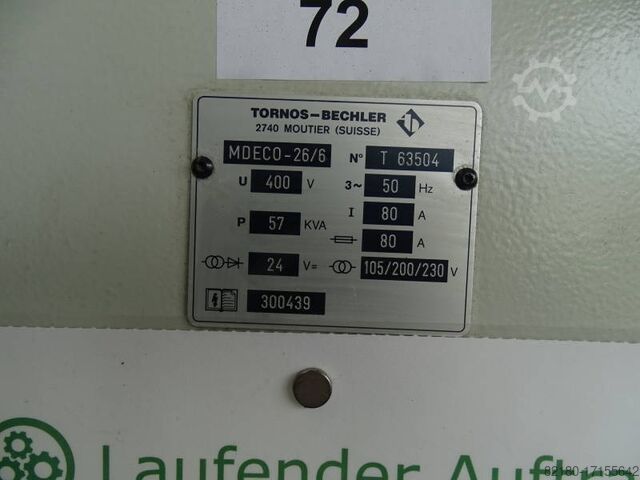 72
TORNOS-BECHLER
2740 MOUTIER (SUISSE)
MDECO-26/6 N° T 63504
U 400 V 3~ 50 Hz
I 80 A
P 57 KVA
80 A
24 V= 105/200/230 V
300439
Laufender Auftr
82180-17155642